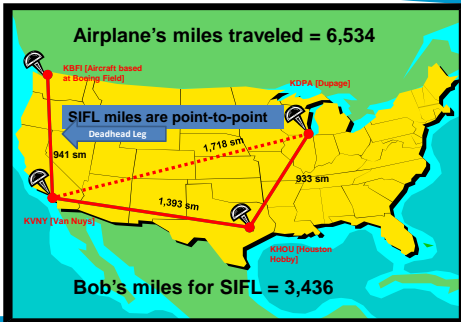 Airplane's miles traveled = 6,534
KBFI [Aircraft based
at Boeing Field]
KDPA [Dupage]
SIFL miles are point-to-point
Deadhead Leg
941 sm
1,718 sm
933 sm
1,393 sm
KVNY [Van Nuys]
KHOU [Houston
Hobby]
Bob's miles for SIFL = 3,436